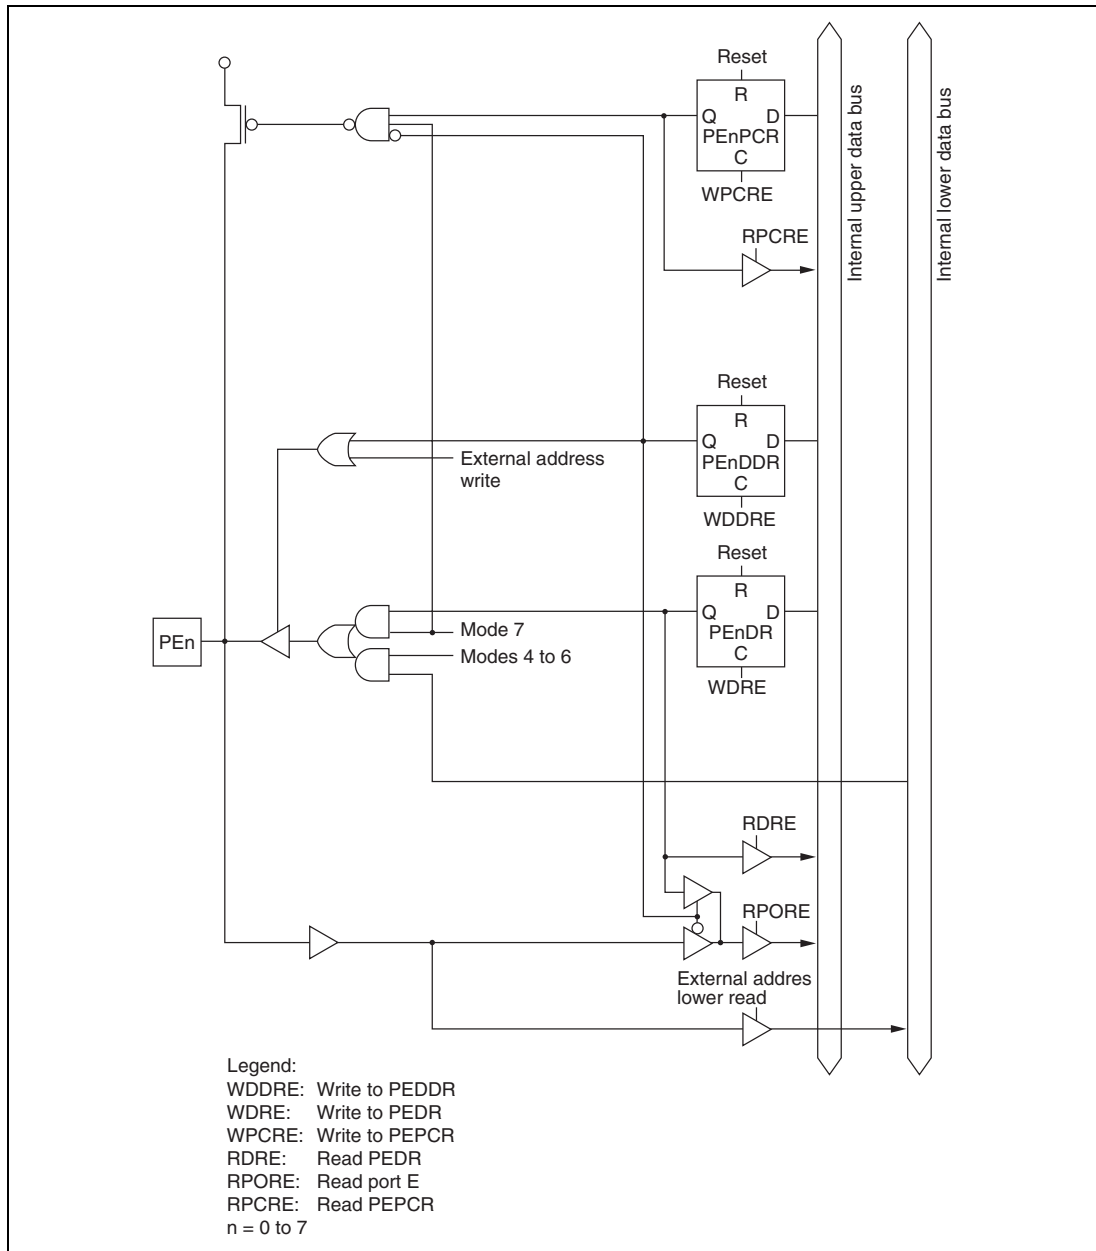 Reset
R
Q D
PEnPCR
C
WPCRE
RPCRE
Internal upper data bus
Internal lower data bus
Reset
R
Q D
PEnDDR
C
WDDRE
External address
write
Reset
R
Q D
PEnDR
C
WDRE
PEn
Mode 7
Modes 4 to 6
RDRE
RPORE
External addres
lower read
Legend:
WDDRE: Write to PEDDR
WDRE: Write to PEDR
WPCRE: Write to PEPCR
RDRE: Read PEDR
RPORE: Read port E
RPCRE: Read PEPCR
n = 0 to 7